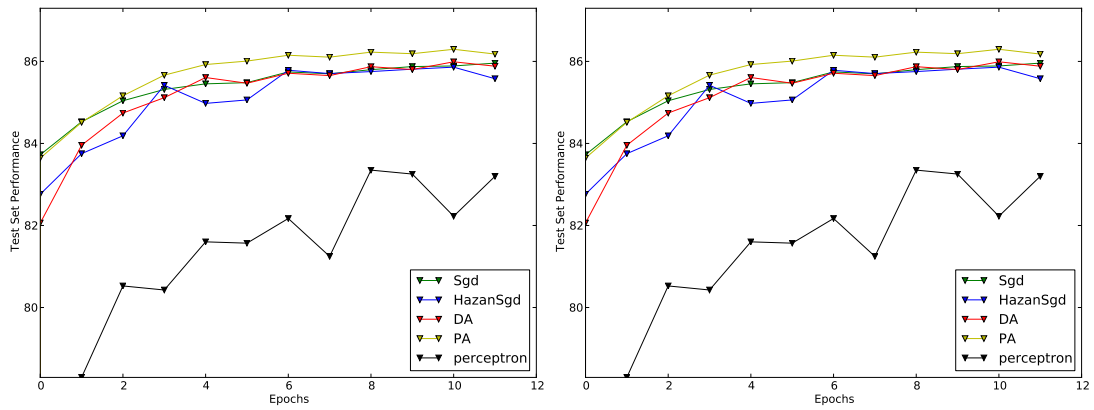 86
84
82
80
Test Set Performance
0 2 4 6 8 10 12
Epochs
Sgd
HazanSgd
DA
PA
perceptron
86
84
82
80
Test Set Performance
0 2 4 6 8 10 12
Epochs
Sgd
HazanSgd
DA
PA
perceptron